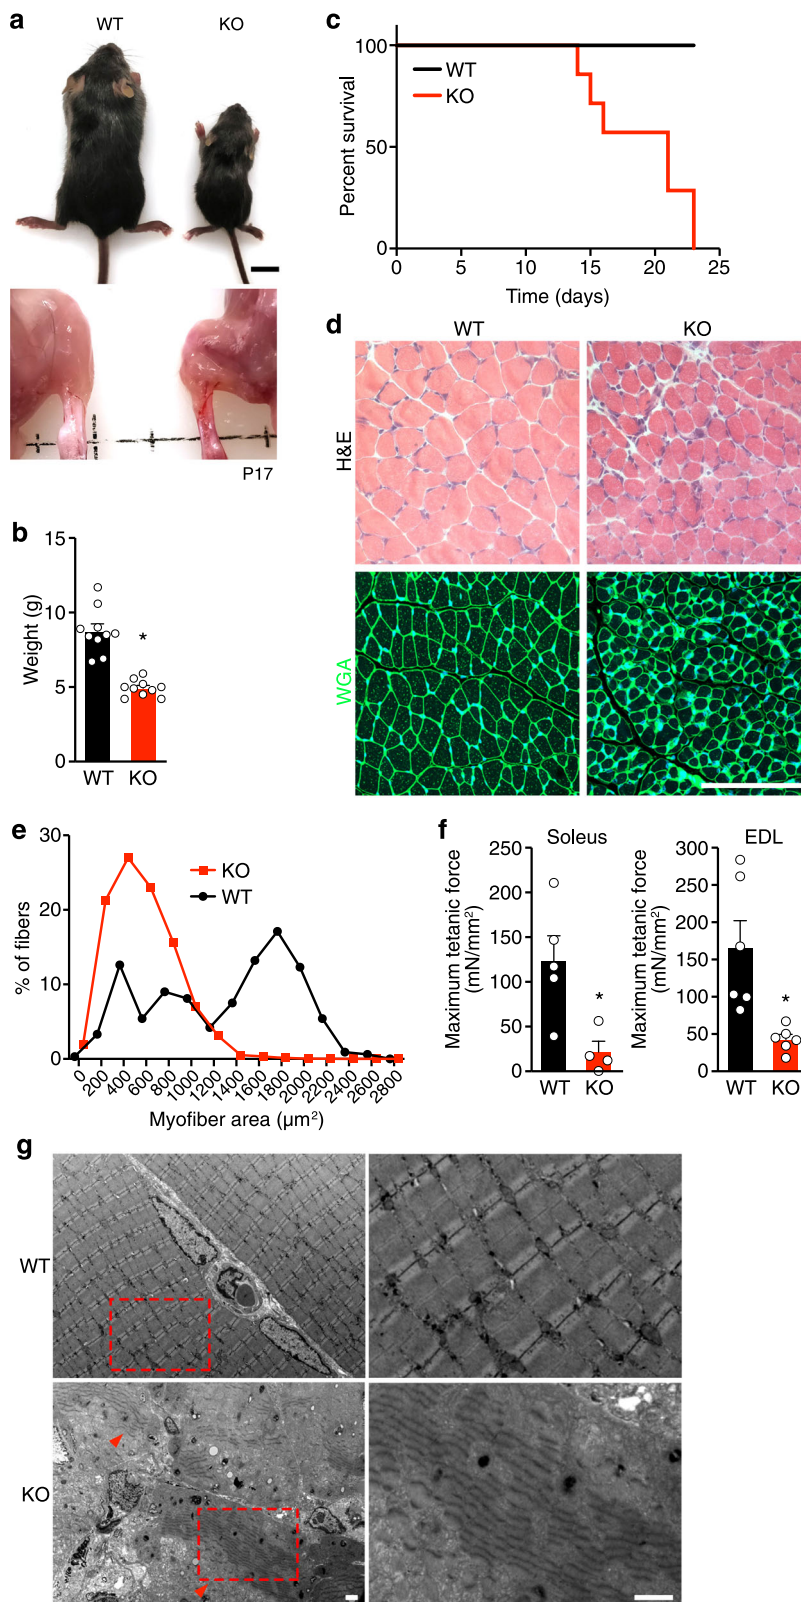 a
WT
KO
P17
b
Weight (g)
15
10
5
0
*
WT
KO
c
Percent survival
100
50
0
WT
KO
0
5
10
15
20
25
Time (days)
d
WT
KO
H&E
WGA
e
% of fibers
30
20
10
0
KO
WT
0
200
400
600
800
1000
1200
1400
1600
1800
2000
2200
2400
2600
2800
Myofiber area (µm²)
f
Soleus
Maximum tetanic force
(mN/mm²)
250
200
150
100
50
0
*
WT
KO
EDL
Maximum tetanic force
(mN/mm²)
300
250
200
150
100
50
0
*
WT
KO
g
WT
KO